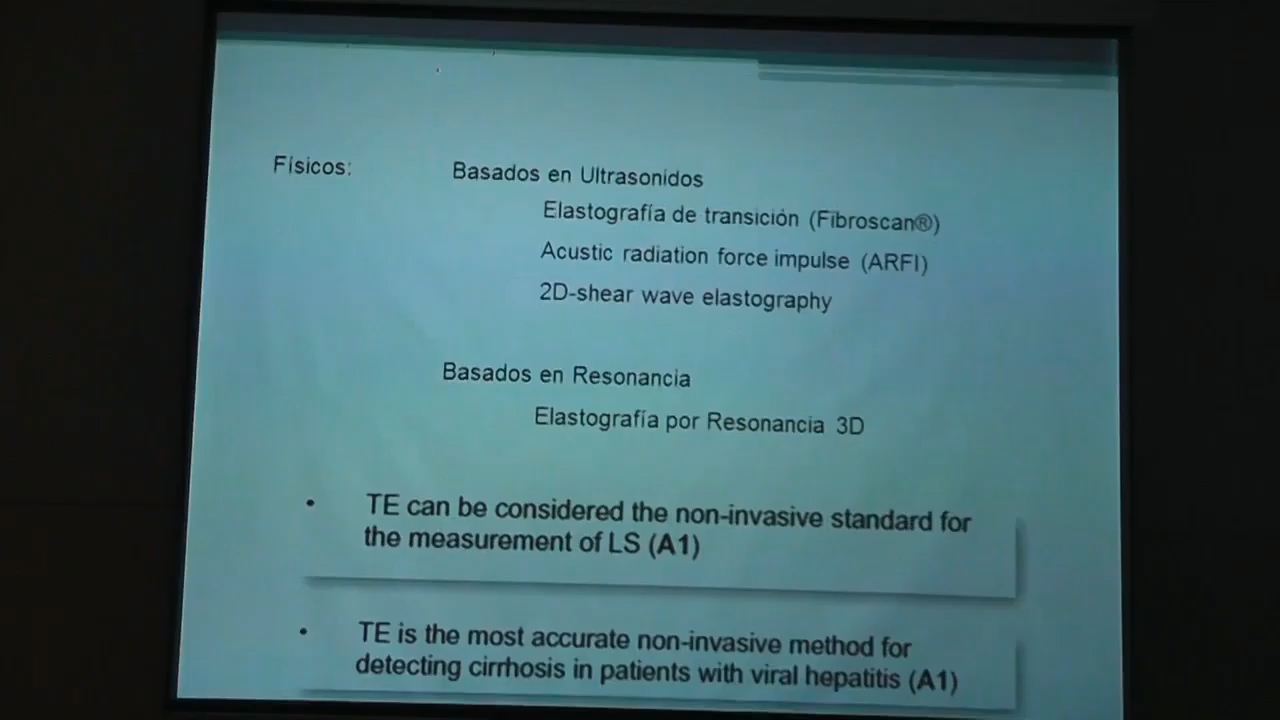 Físicos: Basados en Ultrasonidos
Elastografía de transición (Fibroscan®)
Acustic radiation force impulse (ARFI)
2D-shear wave elastography
Basados en Resonancia
Elastografía por Resonancia 3D
• TE can be considered the non-invasive standard for
the measurement of LS (A1)
• TE is the most accurate non-invasive method for
detecting cirrhosis in patients with viral hepatitis (A1)